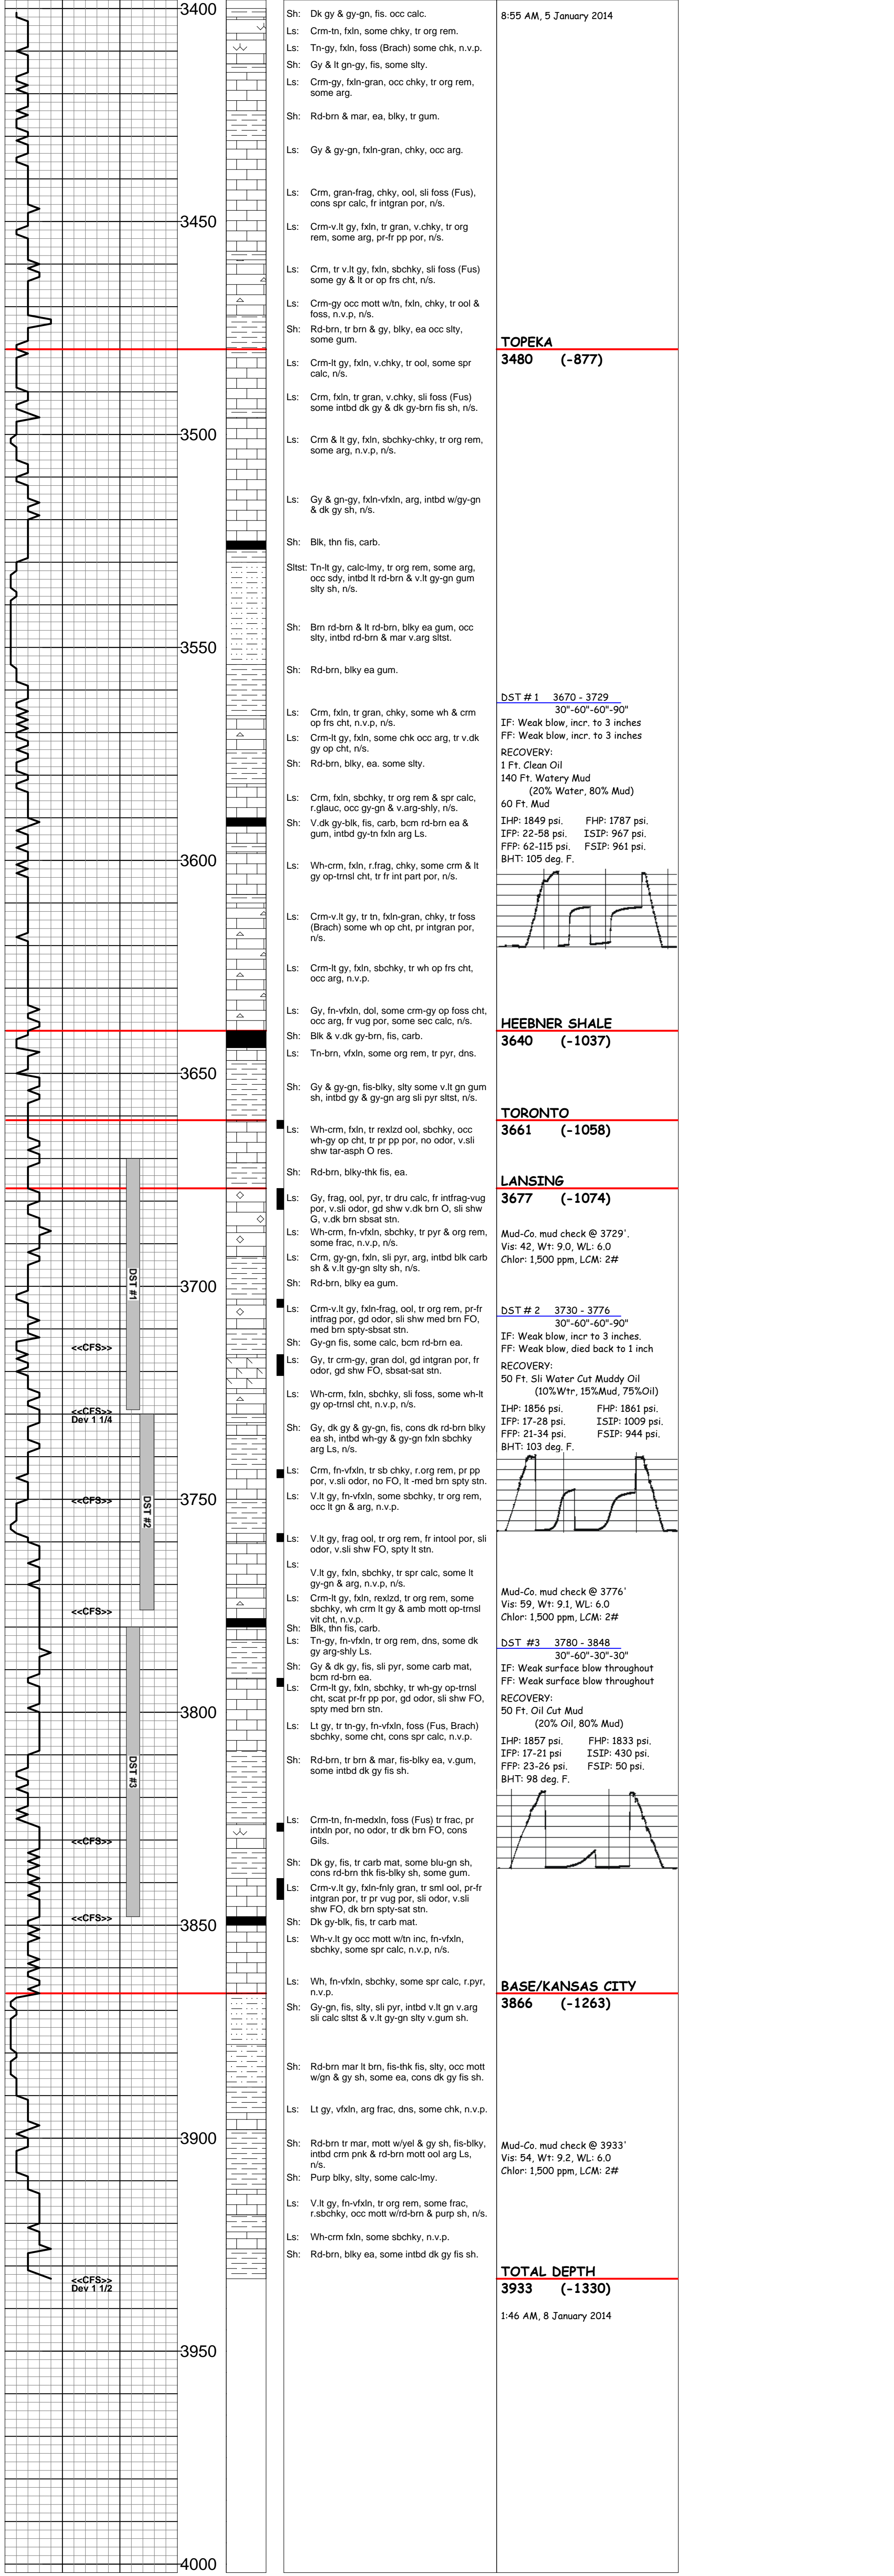 3400
3450
3500
3550
3600
3650
3700
3750
3800
3850
3900
3950
4000
DST #1
DST #2
DST #3
<<CFS>>
<<CFS>>
Dev 1 1/4
<<CFS>>
<<CFS>>
<<CFS>>
<<CFS>>
<<CFS>>
Dev 1 1/2
Sh: Dk gy & gy-gn, fis. occ calc.
Ls: Crm-tn, fxln, some chky, tr org rem.
Ls: Tn-gy, fxln, foss (Brach) some chk, n.v.p.
Sh: Gy & lt gn-gy, fis, some slty.
Ls: Crm-gy, fxln-gran, occ chky, tr org rem,
some arg.
Sh: Rd-brn & mar, ea, blky, tr gum.
Ls: Gy & gy-gn, fxln-gran, chky, occ arg.
Ls: Crm, gran-frag, chky, ool, sli foss (Fus),
cons spr calc, fr intgran por, n/s.
Ls: Crm-v.lt gy, fxln, tr gran, v.chky, tr org
rem, some arg, pr-fr pp por, n/s.
Ls: Crm, tr v.lt gy, fxln, sbchky, sli foss (Fus)
some gy & lt or op frs cht, n/s.
Ls: Crm-gy occ mott w/tn, fxln, chky, tr ool &
foss, n.v.p, n/s.
Sh: Rd-brn, tr brn & gy, blky, ea occ slty,
some gum.
Ls: Crm-lt gy, fxln, v.chky, tr ool, some spr
calc, n/s.
Ls: Crm, fxln, tr gran, v.chky, sli foss (Fus)
some intbd dk gy & dk gy-brn fis sh, n/s.
Ls: Crm & lt gy, fxln, sbchky-chky, tr org rem,
some arg, n.v.p, n/s.
Ls: Gy & gn-gy, fxln-vfxln, arg, intbd w/gy-gn
& dk gy sh, n/s.
Sh: Blk, thn fis, carb.
Sltst: Tn-lt gy, calc-lmy, tr org rem, some arg,
occ sdy, intbd lt rd-brn & v.lt gy-gn gum
slty sh, n/s.
Sh: Brn rd-brn & lt rd-brn, blky ea gum, occ
slty, intbd rd-brn & mar v.arg sltst.
Sh: Rd-brn, blky ea gum.
Ls: Crm, fxln, tr gran, chky, some wh & crm
op frs cht, n.v.p, n/s.
Ls: Crm-lt gy, fxln, some chk occ arg, tr v.dk
gy op cht, n/s.
Sh: Rd-brn, blky, ea. some slty.
Ls: Crm, fxln, sbchky, tr org rem & spr calc,
r.glauc, occ gy-gn & v.arg-shly, n/s.
Sh: V.dk gy-blk, fis, carb, bcm rd-brn ea &
gum, intbd gy-tn fxln arg Ls.
Ls: Wh-crm, fxln, r.frag, chky, some crm & lt
gy op-trnsl cht, tr fr int part por, n/s.
Ls: Crm-v.lt gy, tr tn, fxln-gran, chky, tr foss
(Brach) some wh op cht, pr intgran por,
n/s.
Ls: Crm-lt gy, fxln, sbchky, tr wh op frs cht,
occ arg, n.v.p.
Ls: Gy, fn-vfxln, dol, some crm-gy op foss cht,
occ arg, fr vug por, some sec calc, n/s.
Sh: Blk & v.dk gy-brn, fis, carb.
Ls: Tn-brn, vfxln, some org rem, tr pyr, dns.
Sh: Gy & gy-gn, fis-blky, slty some v.lt gn gum
sh, intbd gy & gy-gn arg sli pyr sltst, n/s.
Ls: Wh-crm, fxln, tr rexlzd ool, sbchky, occ
wh-gy op cht, tr pr pp por, no odor, v.sli
shw tar-asph O res.
Sh: Rd-brn, blky-thk fis, ea.
Ls: Gy, frag, ool, pyr, tr dru calc, fr intfrag-vug
por, v.sli odor, gd shw v.dk brn O, sli shw
G, v.dk brn sbsat stn.
Ls: Wh-crm, fn-vfxln, sbchky, tr pyr & org rem,
some frac, n.v.p, n/s.
Ls: Crm, gy-gn, fxln, sli pyr, arg, intbd blk carb
sh & v.lt gy-gn slty sh, n/s.
Sh: Rd-brn, blky ea gum.
Ls: Crm-v.lt gy, fxln-frag, ool, tr org rem, pr-fr
intfrag por, gd odor, sli shw med brn FO,
med brn spty-sbsat stn.
Sh: Gy-gn fis, some calc, bcm rd-brn ea.
Ls: Gy, tr crm-gy, gran dol, gd intgran por, fr
odor, gd shw FO, sbsat-sat stn.
Ls: Wh-crm, fxln, sbchky, sli foss, some wh-lt
gy op-trnsl cht, n.v.p, n/s.
Sh: Gy, dk gy & gy-gn, fis, cons dk rd-brn blky
ea sh, intbd wh-gy & gy-gn fxln sbchky
arg Ls, n/s.
Ls: Crm, fn-vfxln, tr sb chky, r.org rem, pr pp
por, v.sli odor, no FO, lt -med brn spty stn.
Ls: V.lt gy, fn-vfxln, some sbchky, tr org rem,
occ lt gn & arg, n.v.p.
Ls: V.lt gy, frag ool, tr org rem, fr intool por, sli
odor, v.sli shw FO, spty lt stn.
Ls:
V.lt gy, fxln, sbchky, tr spr calc, some lt
gy-gn & arg, n.v.p, n/s.
Ls: Crm-lt gy, fxln, rexlzd, tr org rem, some
sbchky, wh crm lt gy & amb mott op-trnsl
vit cht, n.v.p.
Sh: Blk, thn fis, carb.
Ls: Tn-gy, fn-vfxln, tr org rem, dns, some dk
gy arg-shly Ls.
Sh: Gy & dk gy, fis, sli pyr, some carb mat,
bcm rd-brn ea.
Ls: Crm-lt gy, fxln, sbchky, tr wh-gy op-trnsl
cht, scat pr-fr pp por, gd odor, sli shw FO,
spty med brn stn.
Ls: Lt gy, tr tn-gy, fn-vfxln, foss (Fus, Brach)
sbchky, some cht, cons spr calc, n.v.p.
Sh: Rd-brn, tr brn & mar, fis-blky ea, v.gum,
some intbd dk gy fis sh.
Ls: Crm-tn, fn-medxln, foss (Fus) tr frac, pr
intxln por, no odor, tr dk brn FO, cons
Gils.
Sh: Dk gy, fis, tr carb mat, some blu-gn sh,
cons rd-brn thk fis-blky sh, some gum.
Ls: Crm-v.lt gy, fxln-fnly gran, tr sml ool, pr-fr
intgran por, tr pr vug por, sli odor, v.sli
shw FO, dk brn spty-sat stn.
Sh: Dk gy-blk, fis, tr carb mat.
Ls: Wh-v.lt gy occ mott w/tn inc, fn-vfxln,
sbchky, some spr calc, n.v.p, n/s.
Ls: Wh, fn-vfxln, sbchky, some spr calc, r.pyr,
n.v.p.
Sh: Gy-gn, fis, slty, sli pyr, intbd v.lt gn v.arg
sli calc sltst & v.lt gy-gn slty v.gum sh.
Sh: Rd-brn mar lt brn, fis-thk fis, slty, occ mott
w/gn & gy sh, some ea, cons dk gy fis sh.
Ls: Lt gy, vfxln, arg frac, dns, some chk, n.v.p.
Sh: Rd-brn tr mar, mott w/yel & gy sh, fis-blky,
intbd crm pnk & rd-brn mott ool arg Ls,
n/s.
Sh: Purp blky, slty, some calc-lmy.
Ls: V.lt gy, fn-vfxln, tr org rem, some frac,
r.sbchky, occ mott w/rd-brn & purp sh, n/s.
Ls: Wh-crm fxln, some sbchky, n.v.p.
Sh: Rd-brn, blky ea, some intbd dk gy fis sh.
8:55 AM, 5 January 2014
TOPEKA
3480 (-877)
DST # 1 3670 - 3729
30"-60"-60"-90"
IF: Weak blow, incr. to 3 inches
FF: Weak blow, incr. to 3 inches
RECOVERY:
1 Ft. Clean Oil
140 Ft. Watery Mud
(20% Water, 80% Mud)
60 Ft. Mud
IHP: 1849 psi. FHP: 1787 psi.
IFP: 22-58 psi. ISIP: 967 psi.
FFP: 62-115 psi. FSIP: 961 psi.
BHT: 105 deg. F.
HEEBNER SHALE
3640 (-1037)
TORONTO
3661 (-1058)
LANSING
3677 (-1074)
Mud-Co. mud check @ 3729'.
Vis: 42, Wt: 9.0, WL: 6.0
Chlor: 1,500 ppm, LCM: 2#
DST # 2 3730 - 3776
30"-60"-60"-90"
IF: Weak blow, incr to 3 inches.
FF: Weak blow, died back to 1 inch
RECOVERY:
50 Ft. Sli Water Cut Muddy Oil
(10%Wtr, 15%Mud, 75%Oil)
IHP: 1856 psi. FHP: 1861 psi.
IFP: 17-28 psi. ISIP: 1009 psi.
FFP: 21-34 psi. FSIP: 944 psi.
BHT: 103 deg. F.
Mud-Co. mud check @ 3776'
Vis: 59, Wt: 9.1, WL: 6.0
Chlor: 1,500 ppm, LCM: 2#
DST #3 3780 - 3848
30"-60"-30"-30"
IF: Weak surface blow throughout
FF: Weak surface blow throughout
RECOVERY:
50 Ft. Oil Cut Mud
(20% Oil, 80% Mud)
IHP: 1857 psi. FHP: 1833 psi.
IFP: 17-21 psi ISIP: 430 psi.
FFP: 23-26 psi. FSIP: 50 psi.
BHT: 98 deg. F.
BASE/KANSAS CITY
3866 (-1263)
Mud-Co. mud check @ 3933'
Vis: 54, Wt: 9.2, WL: 6.0
Chlor: 1,500 ppm, LCM: 2#
TOTAL DEPTH
3933 (-1330)
1:46 AM, 8 January 2014